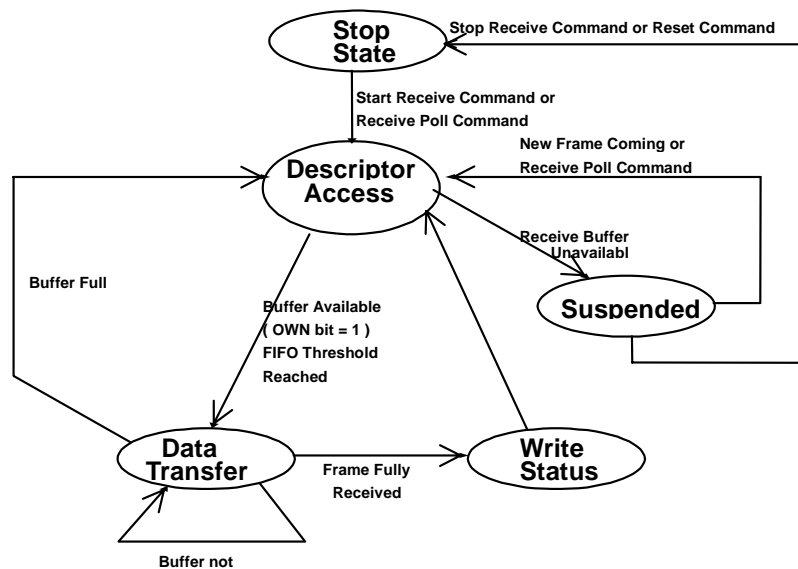 Stop
State
Stop Receive Command or Reset Command
Start Receive Command or
Receive Poll Command
New Frame Coming or
Receive Poll Command
Descriptor
Access
Receive Buffer
Unavailabl
Buffer Full
Suspended
Buffer Available
( OWN bit = 1 )
FIFO Threshold
Reached
Data
Transfer
Write
Status
Frame Fully
Received
Buffer not